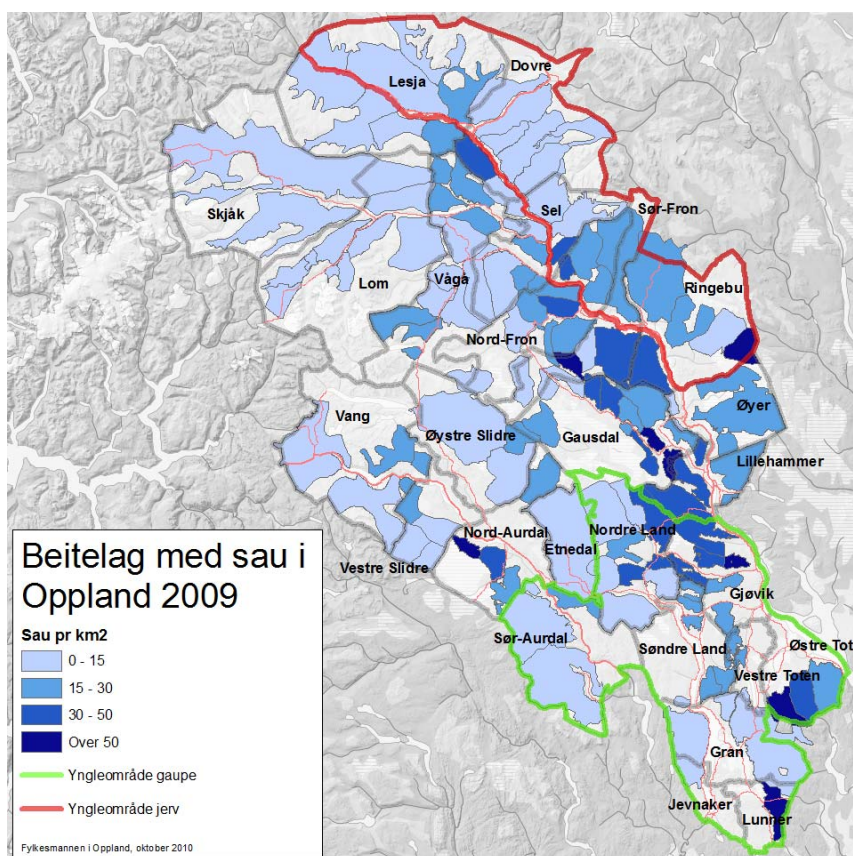 Dovre
Lesja
Skjåk
Sel
Sør-Fron
Lom
Vågå
Ringebu
Nord-Fron
Vang
Øystre Slidre
Øyer
Gausdal
Lillehammer
Nord-Aurdal
Nordre Land
Etnedal
Vestre Slidre
Gjøvik
Sør-Aurdal
Søndre Land
Østre Tot
Vestre Toten
Gran
Jevnaker
Lunner
Beitelag med sau i
Oppland 2009
Sau pr km2
0 - 15
15 - 30
30 - 50
Over 50
Yngleområde gaupe
Yngleområde jerv
Fylkesmannen i Oppland, oktober 2010